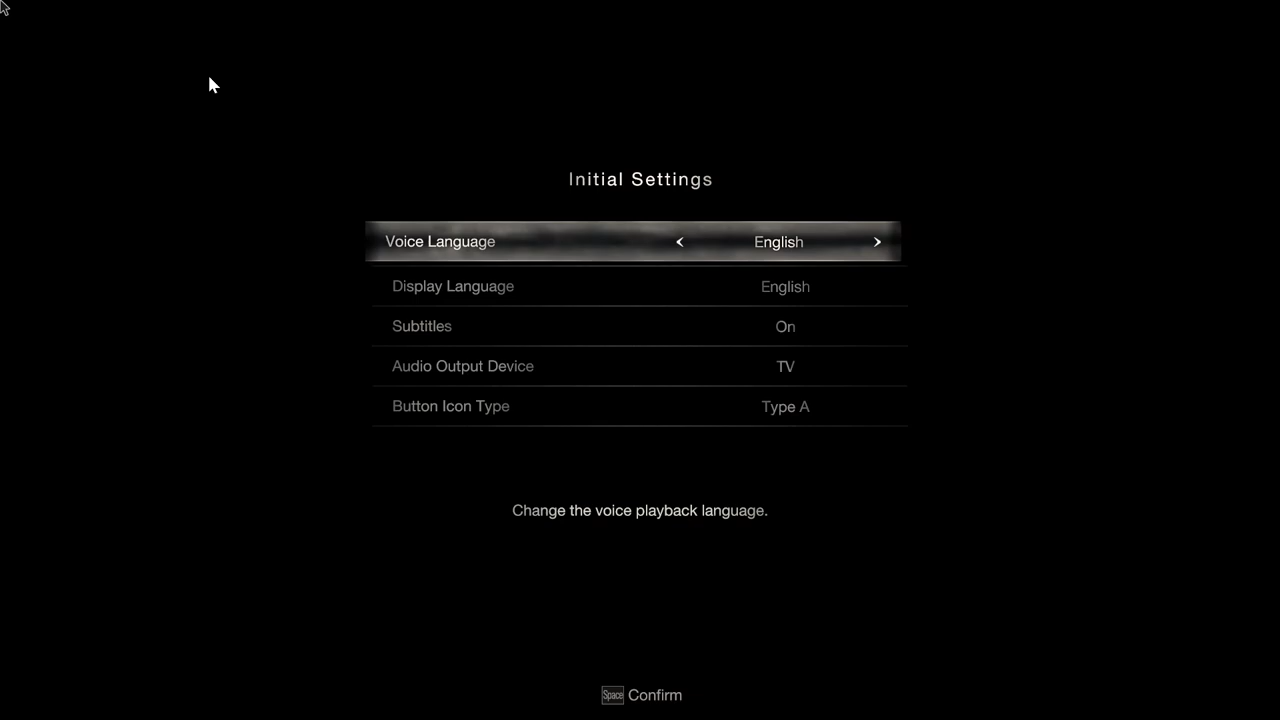 Initial Settings
Voice Language English
Display Language English
Subtitles On
Audio Output Device TV
Button Icon Type Type A
Change the voice playback language.
Space Confirm